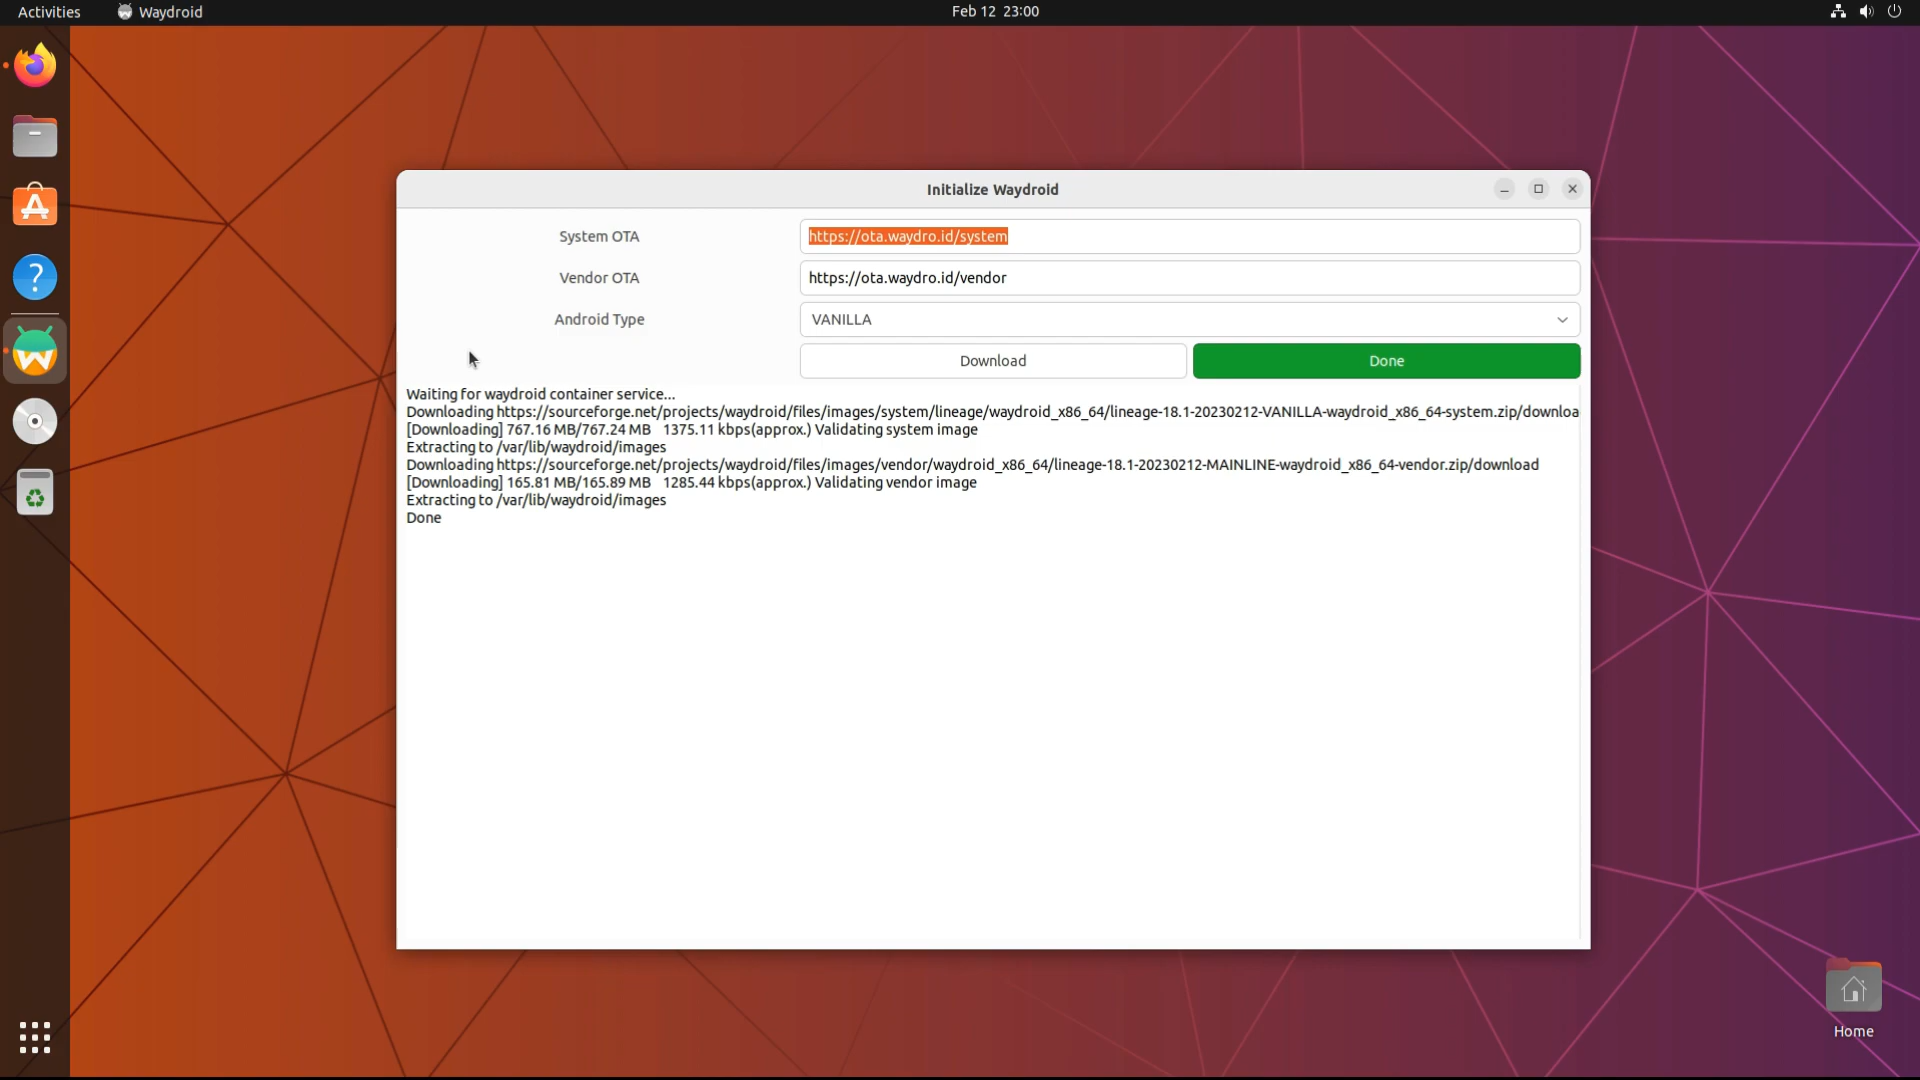 Activities
Waydroid
Feb 12 23:00
Initialize Waydroid
System OTA
https://ota.waydro.id/system
Vendor OTA
https://ota.waydro.id/vendor
Android Type
VANILLA
Download
Done
Waiting for waydroid container service...
Downloading https://sourceforge.net/projects/waydroid/files/images/system/lineage/waydroid_x86_64/lineage-18.1-20230212-VANILLA-waydroid_x86_64-system.zip/downloa
[Downloading] 767.16 MB/767.24 MB 1375.11 kbps(approx.) Validating system image
Extracting to /var/lib/waydroid/images
Downloading https://sourceforge.net/projects/waydroid/files/images/vendor/waydroid_x86_64/lineage-18.1-20230212-MAINLINE-waydroid_x86_64-vendor.zip/download
[Downloading] 165.81 MB/165.89 MB 1285.44 kbps(approx.) Validating vendor image
Extracting to /var/lib/waydroid/images
Done
Home